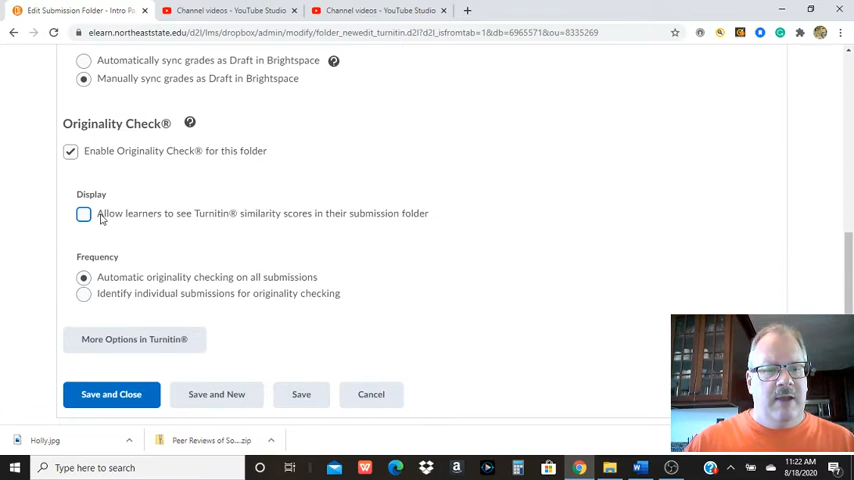 Edit Submission Folder - Intro Pa
Channel videos - YouTube Studio
Channel videos - YouTube Studio
elearn.northeaststate.edu/d2l/lms/dropbox/admin/modify/folder_newedit_turnitin.d2l?d2l_isfromtab=1&db=6965571&ou=8335269
Automatically sync grades as Draft in Brightspace
Manually sync grades as Draft in Brightspace
Originality Check®
Enable Originality Check® for this folder
Display
Allow learners to see Turnitin® similarity scores in their submission folder
Frequency
Automatic originality checking on all submissions
Identify individual submissions for originality checking
More Options in Turnitin®
Save and Close
Save and New
Save
Cancel
Holly.jpg
Peer Reviews of So....zip
Type here to search
11:22 AM
8/18/2020